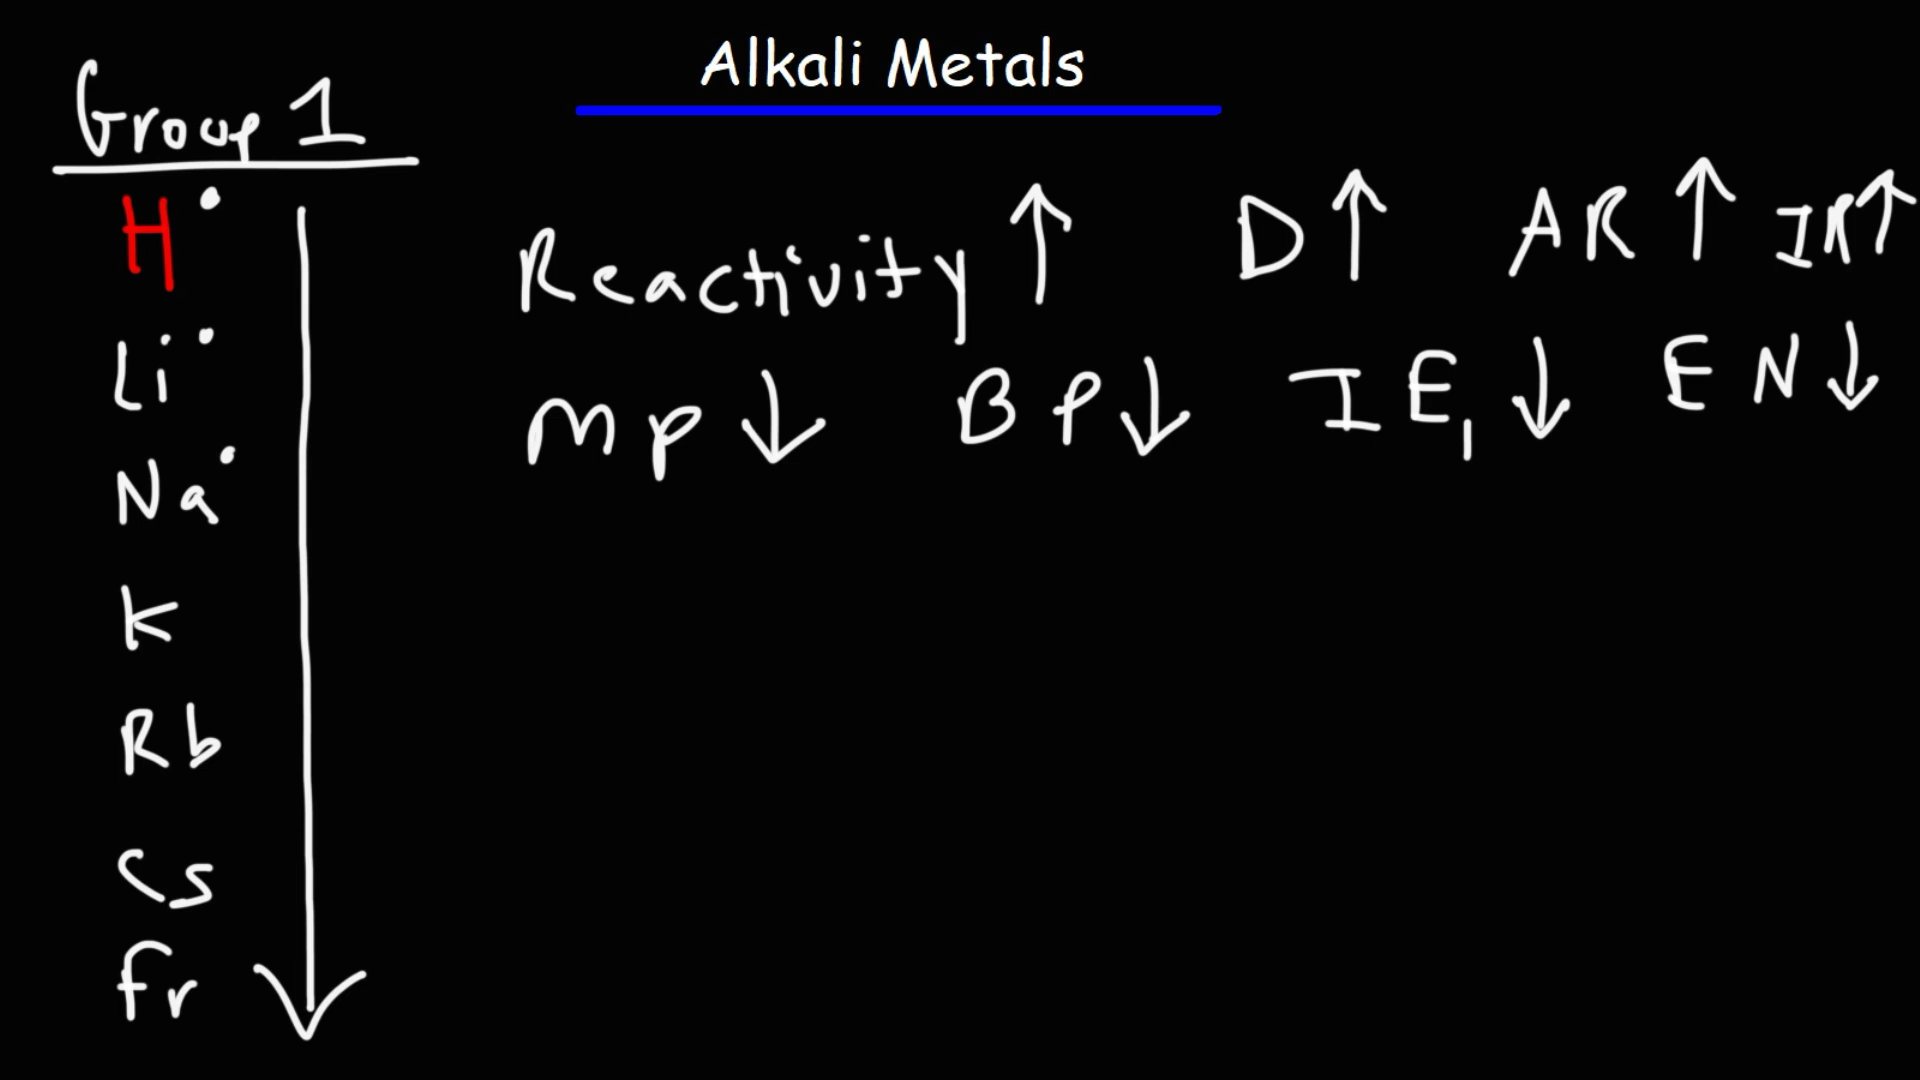 Alkali Metals
Group 1
H
Li
Na
K
Rb
Cs
Fr
Reactivity ↑ D ↑ AR ↑ IR ↑
mp ↓ BP ↓ IE₁ ↓ EN ↓